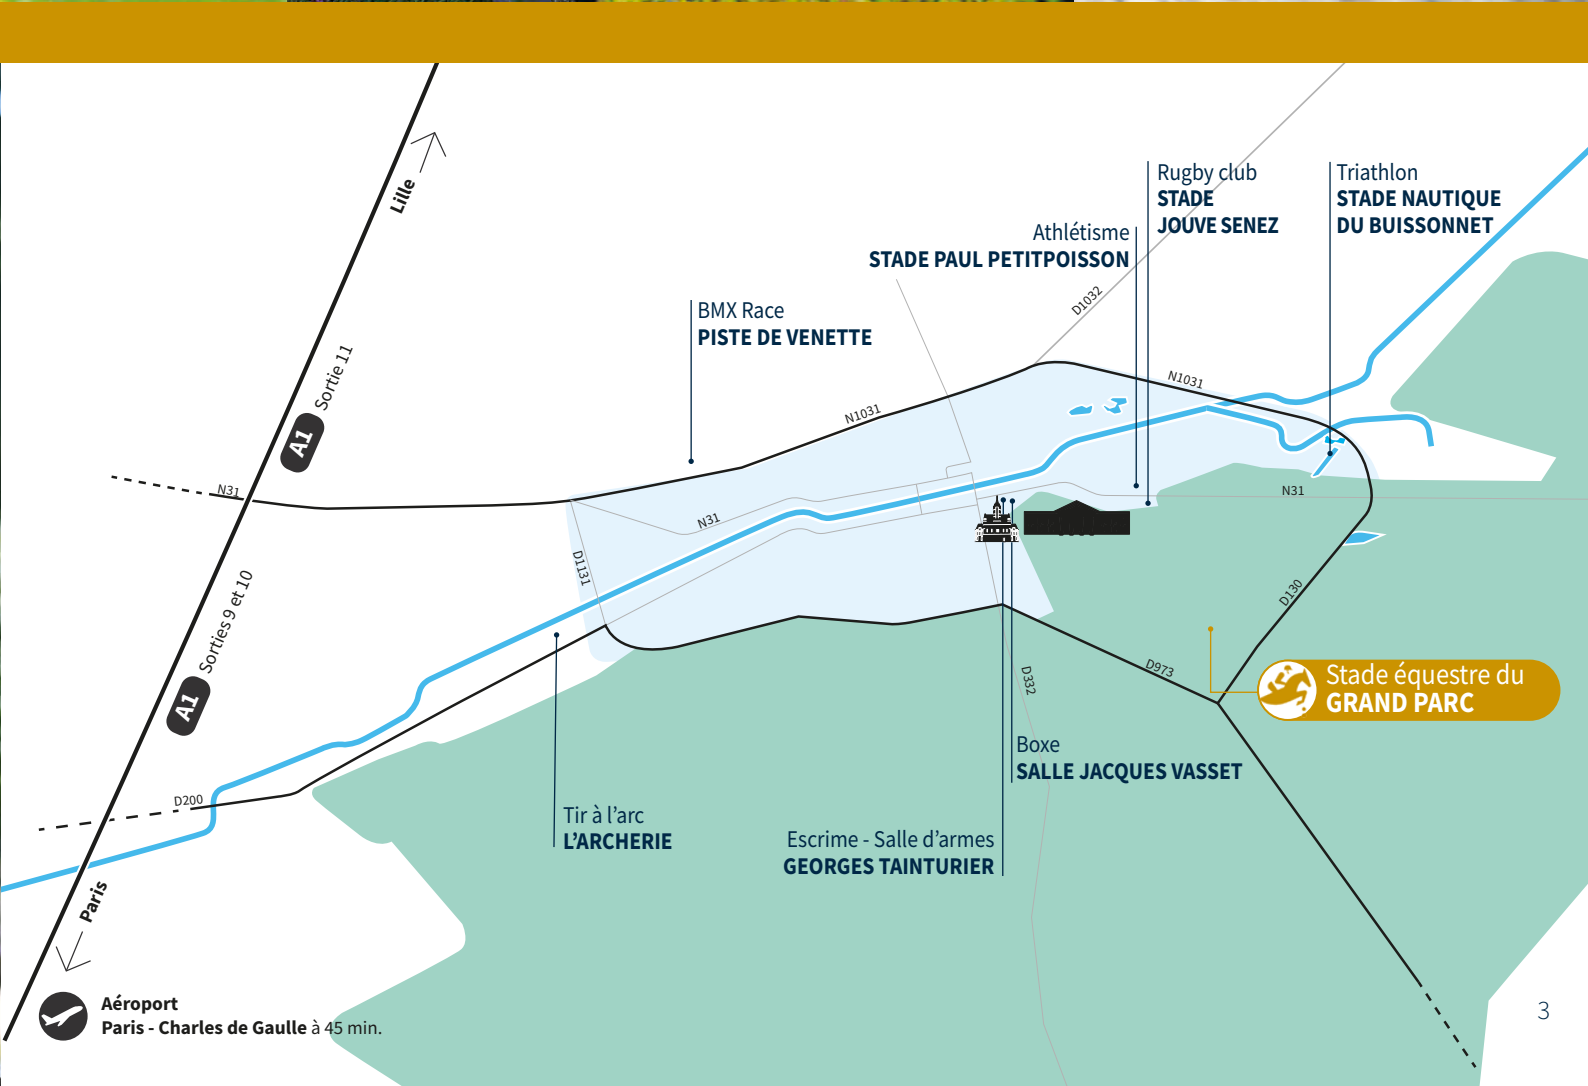 Lille
Rugby club
STADE
JOUVE SENEZ
Triathlon
STADE NAUTIQUE
DU BUISSONNET
Athlétisme
STADE PAUL PETITPOISSON
D1032
BMX Race
PISTE DE VENETTE
N1031
N1031
A1 Sortie 11
N31
N31
N31
D1131
D130
A1 Sorties 9 et 10
D973
D332
Stade équestre du
GRAND PARC
Boxe
SALLE JACQUES VASSET
D200
Tir à l’arc
L’ARCHERIE
Escrime - Salle d’armes
GEORGES TAINTURIER
Paris
Aéroport
Paris - Charles de Gaulle à 45 min.
3